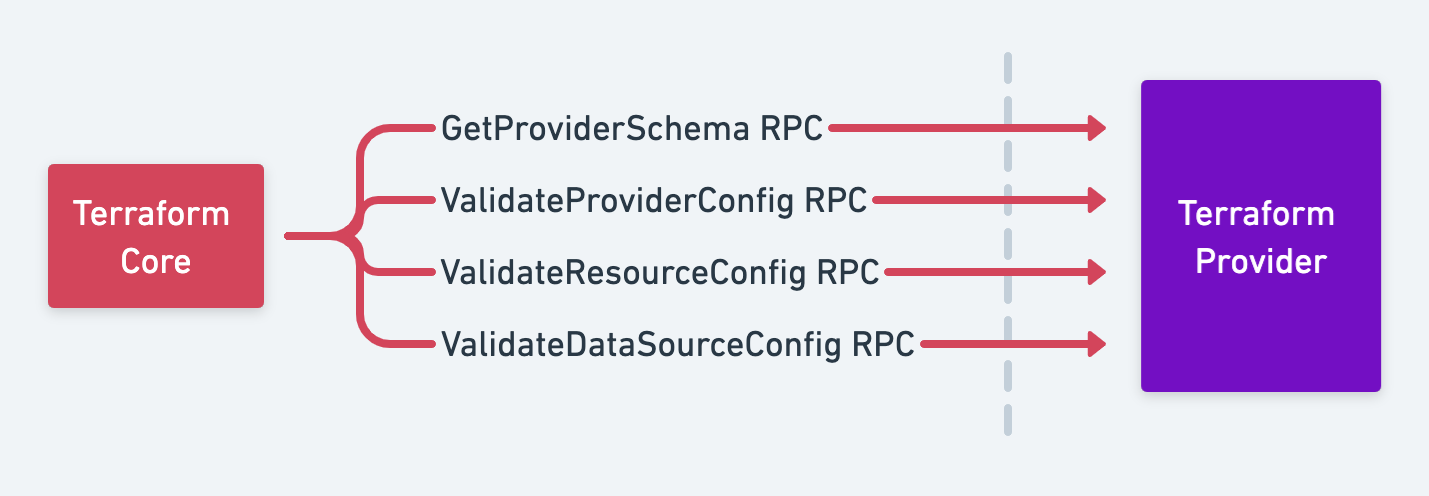 Terraform
Core
GetProviderSchema RPC
ValidateProviderConfig RPC
ValidateResourceConfig RPC
ValidateDataSourceConfig RPC
Terraform
Provider